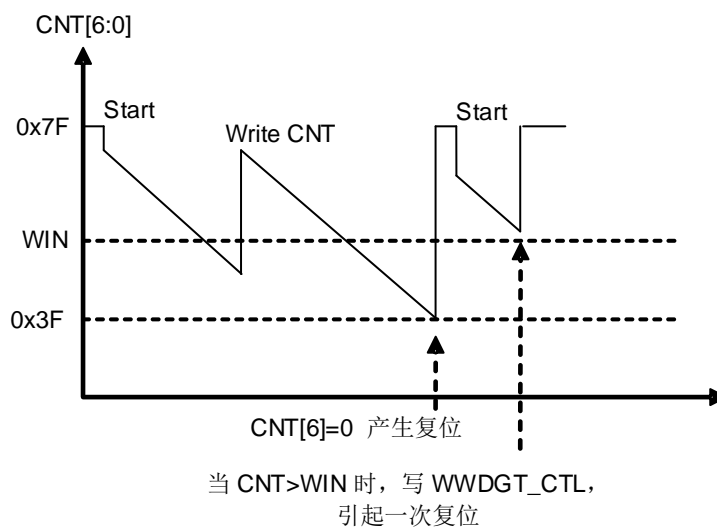 CNT[6:0]
Start
Start
0x7F
Write CNT
WIN
0x3F
CNT[6]=0 产生复位
当 CNT>WIN 时，写 WWDGT_CTL，
引起一次复位